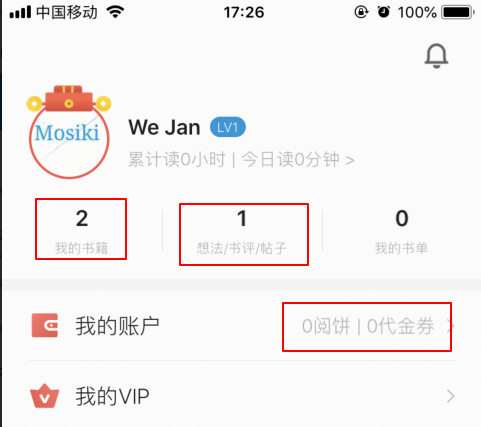 中国移动 17:26 100%
Mosiki
We Jan LV1
累计读0小时 | 今日读0分钟 >
2 1 0
我的书籍 想法/书评/帖子 我的书单
我的账户 0阅饼 | 0代金券 >
我的VIP >